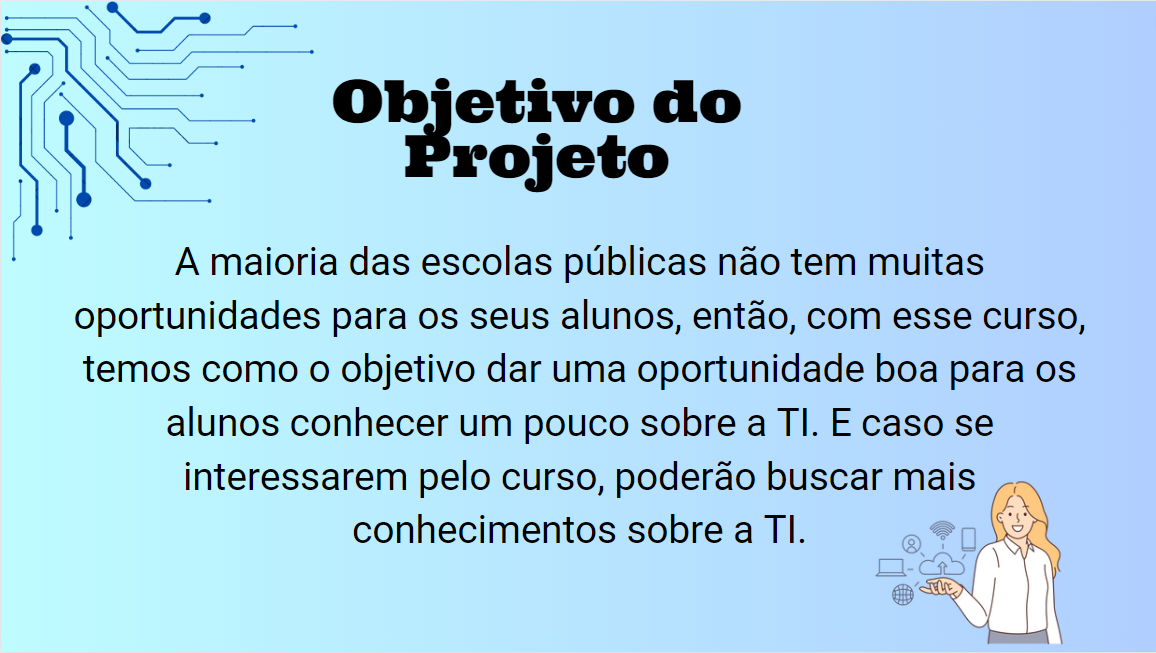 Objetivo do
Projeto
A maioria das escolas públicas não tem muitas
oportunidades para os seus alunos, então, com esse curso,
temos como o objetivo dar uma oportunidade boa para os
alunos conhecer um pouco sobre a TI. E caso se
interessarem pelo curso, poderão buscar mais
conhecimentos sobre a TI.